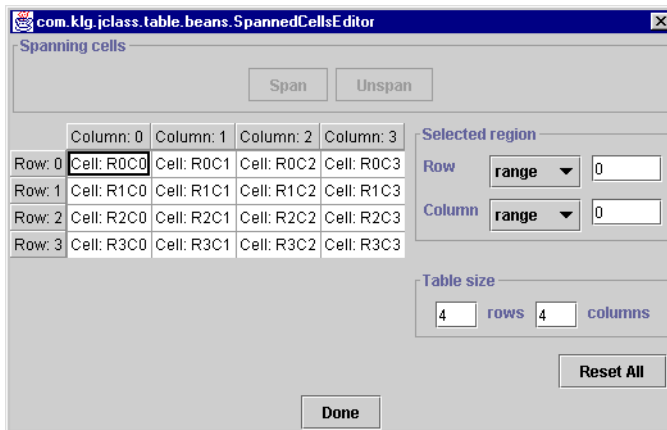 com.klg.jclass.table.beans.SpannedCellsEditor
Spanning cells
Span Unspan
Column: 0 Column: 1 Column: 2 Column: 3
Row: 0 Cell: R0C0 Cell: R0C1 Cell: R0C2 Cell: R0C3
Row: 1 Cell: R1C0 Cell: R1C1 Cell: R1C2 Cell: R1C3
Row: 2 Cell: R2C0 Cell: R2C1 Cell: R2C2 Cell: R2C3
Row: 3 Cell: R3C0 Cell: R3C1 Cell: R3C2 Cell: R3C3
Selected region
Row range 0
Column range 0
Table size
4 rows 4 columns
Reset All
Done